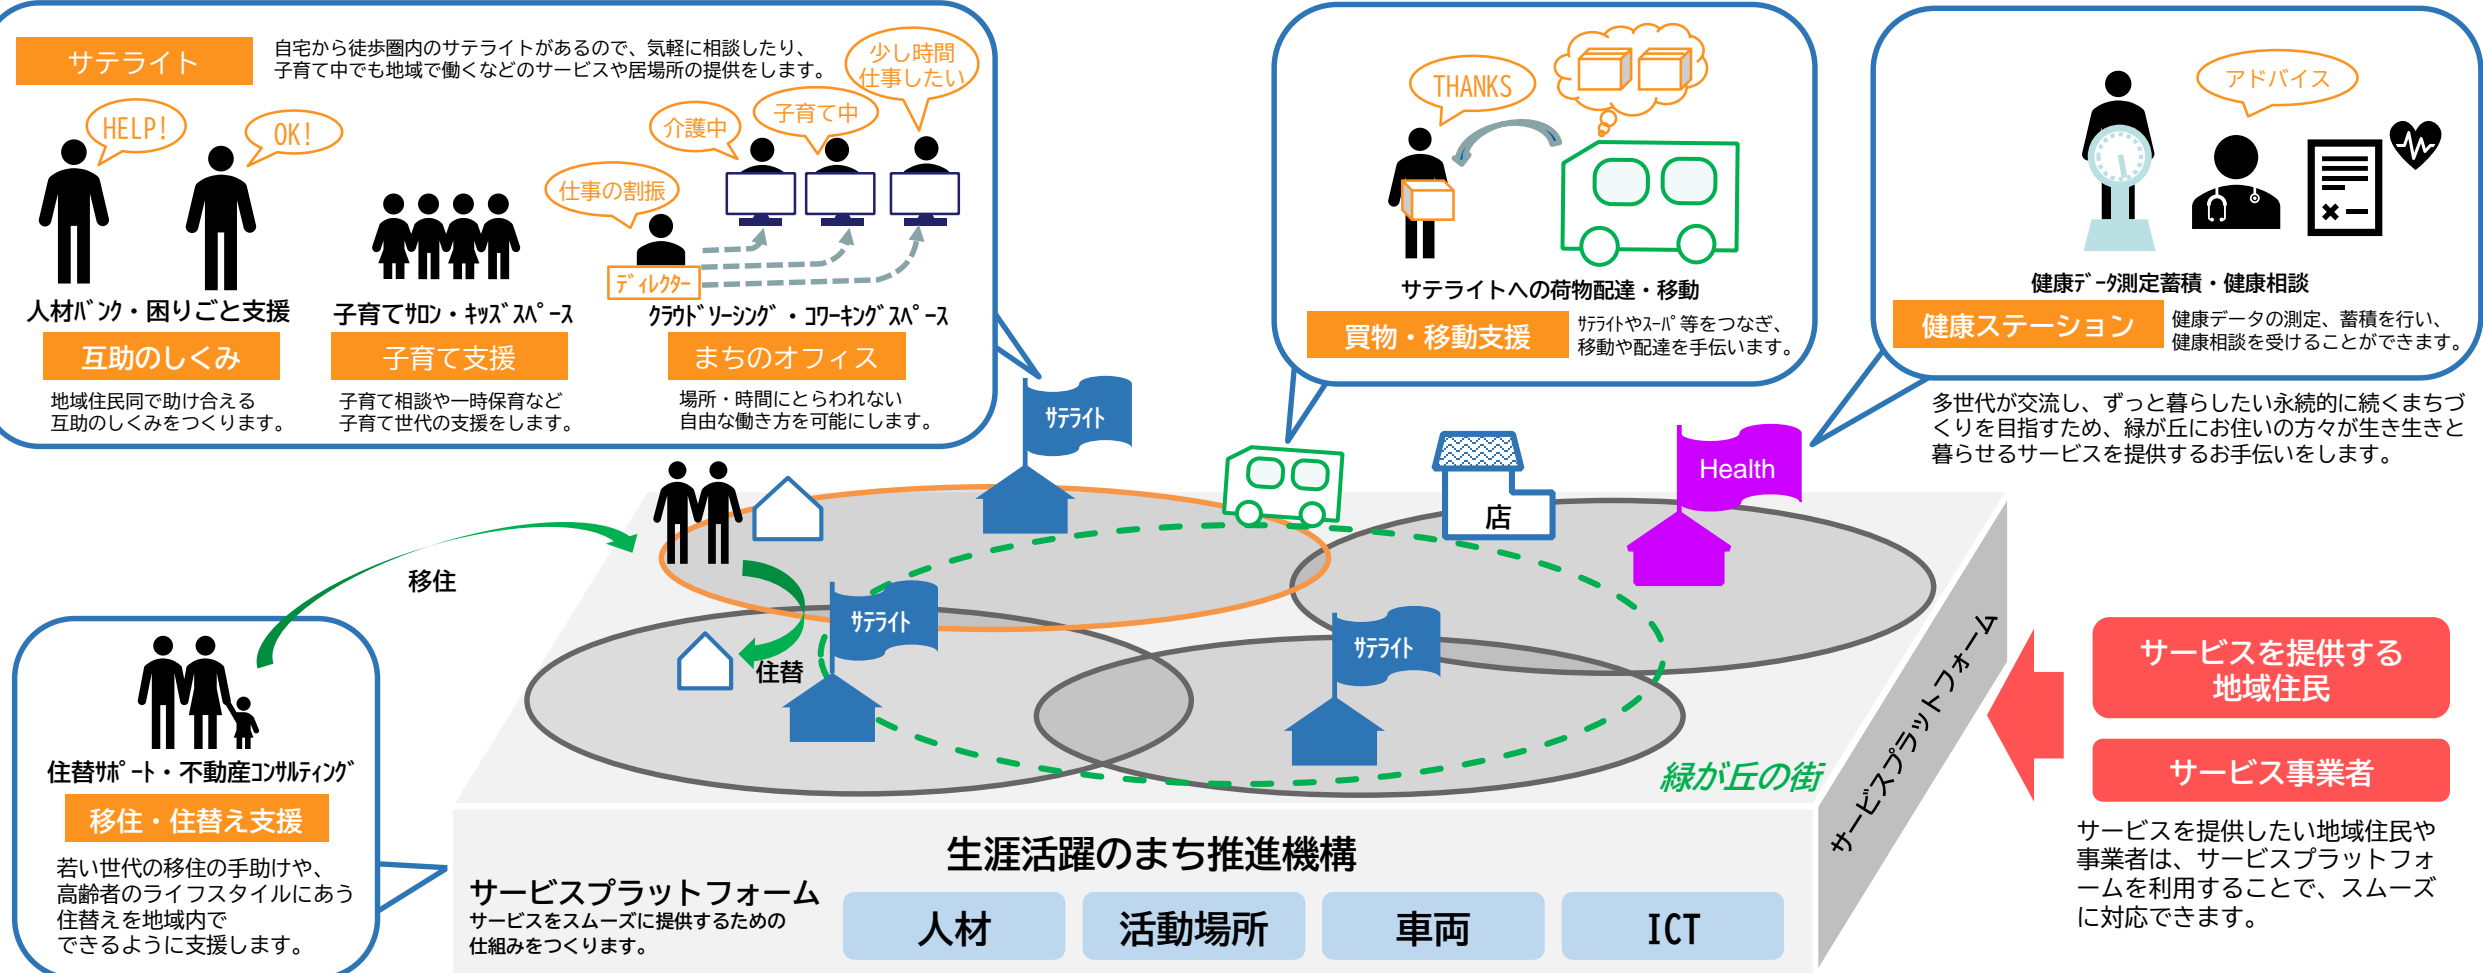 サテライト
自宅から徒歩圏内のサテライトがあるので、気軽に相談したり、
子育て中でも地域で働くなどのサービスや居場所の提供をします。
HELP!
OK!
仕事の割振
介護中
子育て中
少し時間
仕事したい
ﾃﾞｨﾚｸﾀｰ
人材ﾊﾞﾝｸ・困りごと支援
互助のしくみ
地域住民同で助け合える
互助のしくみをつくります。
子育てｻﾛﾝ・ｷｯｽﾞｽﾍﾟｰｽ
子育て支援
子育て相談や一時保育など
子育て世代の支援をします。
ｸﾗｳﾄﾞｿｰｼﾝｸﾞ・ｺﾜｰｷﾝｸﾞｽﾍﾟｰｽ
まちのオフィス
場所・時間にとらわれない
自由な働き方を可能にします。
THANKS
サテライトへの荷物配達・移動
買物・移動支援
ｻﾃﾗｲﾄやｽｰﾊﾟ等をつなぎ、
移動や配達を手伝います。
アドバイス
健康ﾃﾞｰﾀ測定蓄積・健康相談
健康ステーション
健康データの測定、蓄積を行い、
健康相談を受けることができます。
多世代が交流し、ずっと暮らしたい永続的に続くまちづ
くりを目指すため、緑が丘にお住いの方々が生き生きと
暮らせるサービスを提供するお手伝いをします。
ｻﾃﾗｲﾄ
店
Health
移住
ｻﾃﾗｲﾄ
住替
ｻﾃﾗｲﾄ
緑が丘の街
サービスプラットフォーム
住替ｻﾎﾟｰﾄ・不動産ｺﾝｻﾙﾃｨﾝｸﾞ
移住・住替え支援
若い世代の移住の手助けや、
高齢者のライフスタイルにあう
住替えを地域内で
できるように支援します。
生涯活躍のまち推進機構
サービスプラットフォーム
サービスをスムーズに提供するための
仕組みをつくります。
人材
活動場所
車両
ICT
サービスを提供する
地域住民
サービス事業者
サービスを提供したい地域住民や
事業者は、サービスプラットフォ
ームを利用することで、スムーズ
に対応できます。